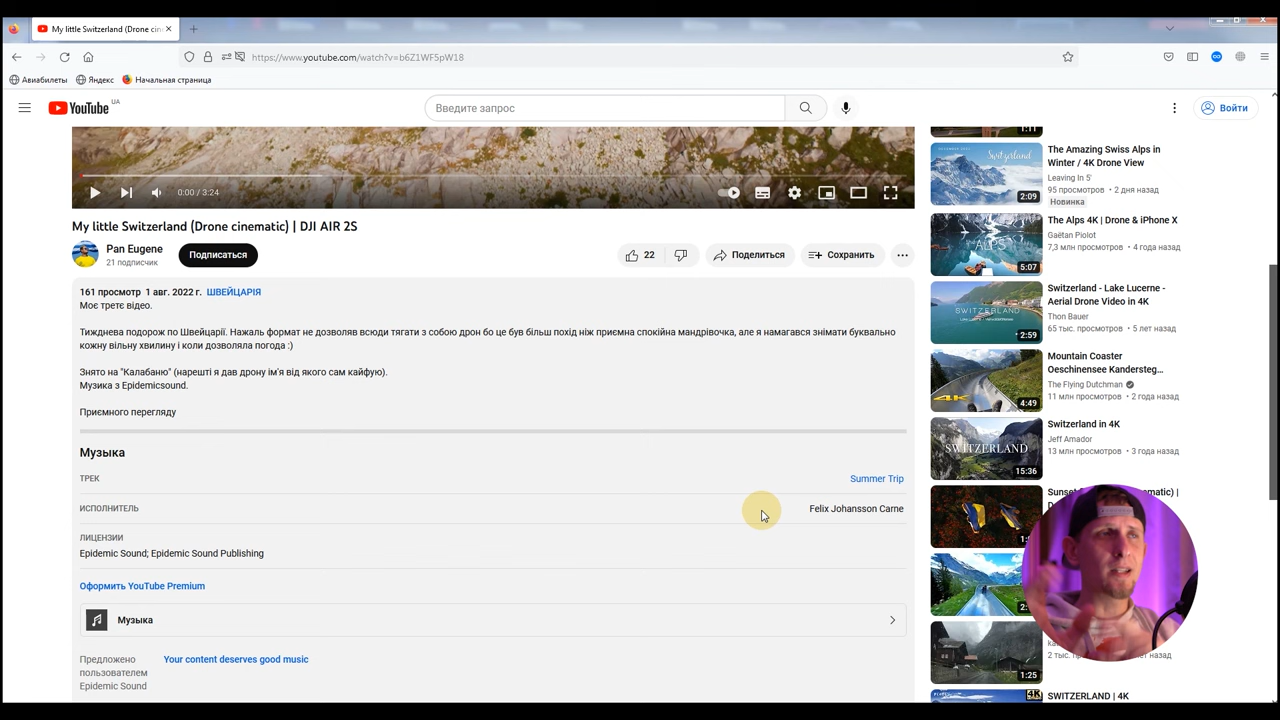 My little Switzerland (Drone cin
https://www.youtube.com/watch?v=b6Z1WF5pW18
Авиабилеты
Яндекс
Начальная страница
YouTube UA
Введите запрос
Войти
0:00 / 3:24
My little Switzerland (Drone cinematic) | DJI AIR 2S
Pan Eugene
21 подписчик
Подписаться
22
Поделиться
Сохранить
161 просмотр 1 авг. 2022 г. ШВЕЙЦАРІЯ
Моє третє відео.
Тижднева подорож по Швейцарії. Нажаль формат не дозволяв всюди тягати з собою дрон бо це був більш похід ніж приємна спокійна мандрівочка, але я намагався знімати буквально
кожну вільну хвилину і коли дозволяла погода :)
Знято на "Калабаню" (нарешті я дав дрону ім'я від якого сам кайфую).
Музика з Epidemicsound.
Приємного перегляду
Музыка
ТРЕК
Summer Trip
ИСПОЛНИТЕЛЬ
Felix Johansson Carne
ЛИЦЕНЗИИ
Epidemic Sound; Epidemic Sound Publishing
Оформить YouTube Premium
Музыка
Предложено
пользователем
Epidemic Sound
Your content deserves good music
1:11
Switzerland
2:09
The Amazing Swiss Alps in
Winter / 4K Drone View
Leaving In 5'
95 просмотров • 2 дня назад
Новинка
ALPS
5:07
The Alps 4K | Drone & iPhone X
Gaëtan Piolot
7,3 млн просмотров • 4 года назад
SWITZERLAND
2:59
Switzerland - Lake Lucerne -
Aerial Drone Video in 4K
Thon Bauer
65 тыс. просмотров • 5 лет назад
4K
4:49
Mountain Coaster
Oeschinensee Kandersteg...
The Flying Dutchman
11 млн просмотров • 2 года назад
SWITZERLAND
15:36
Switzerland in 4K
Jeff Amador
13 млн просмотров • 3 года назад
1:25
4K
SWITZERLAND | 4K